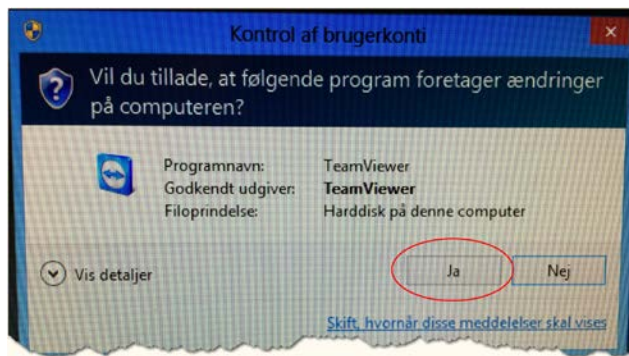 Kontrol af brugerkonti
Vil du tillade, at følgende program foretager ændringer
på computeren?
Programnavn: TeamViewer
Godkendt udgiver: TeamViewer
Filoprindelse: Harddisk på denne computer
Vis detaljer
Ja
Nej
Skift, hvornår disse meddelelser skal vises